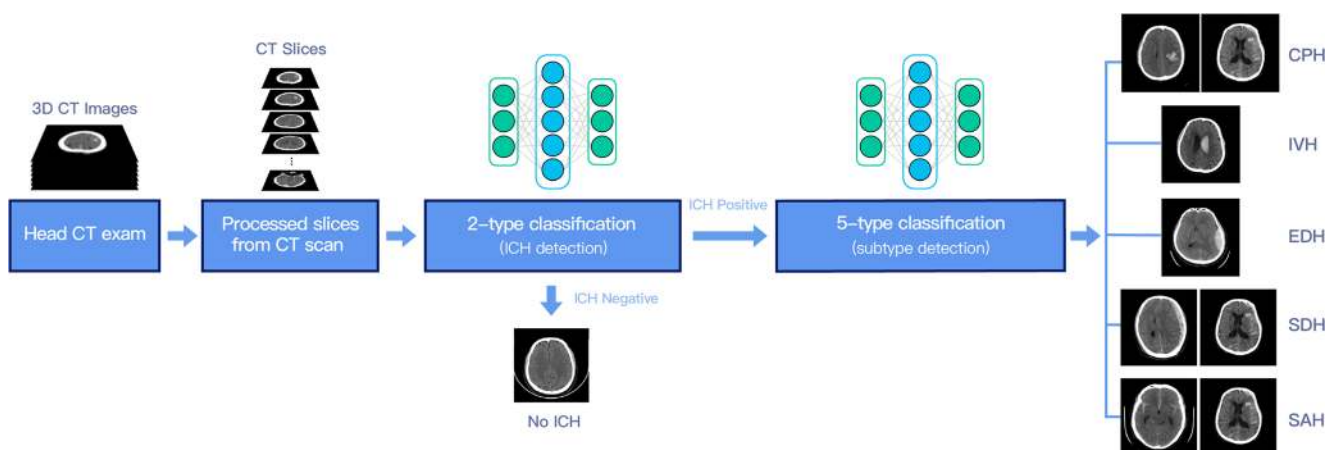 3D CT Images
CT Slices
Head CT exam
Processed slices
from CT scan
2-type classification
(ICH detection)
ICH Positive
5-type classification
(subtype detection)
ICH Negative
No ICH
CPH
IVH
EDH
SDH
SAH